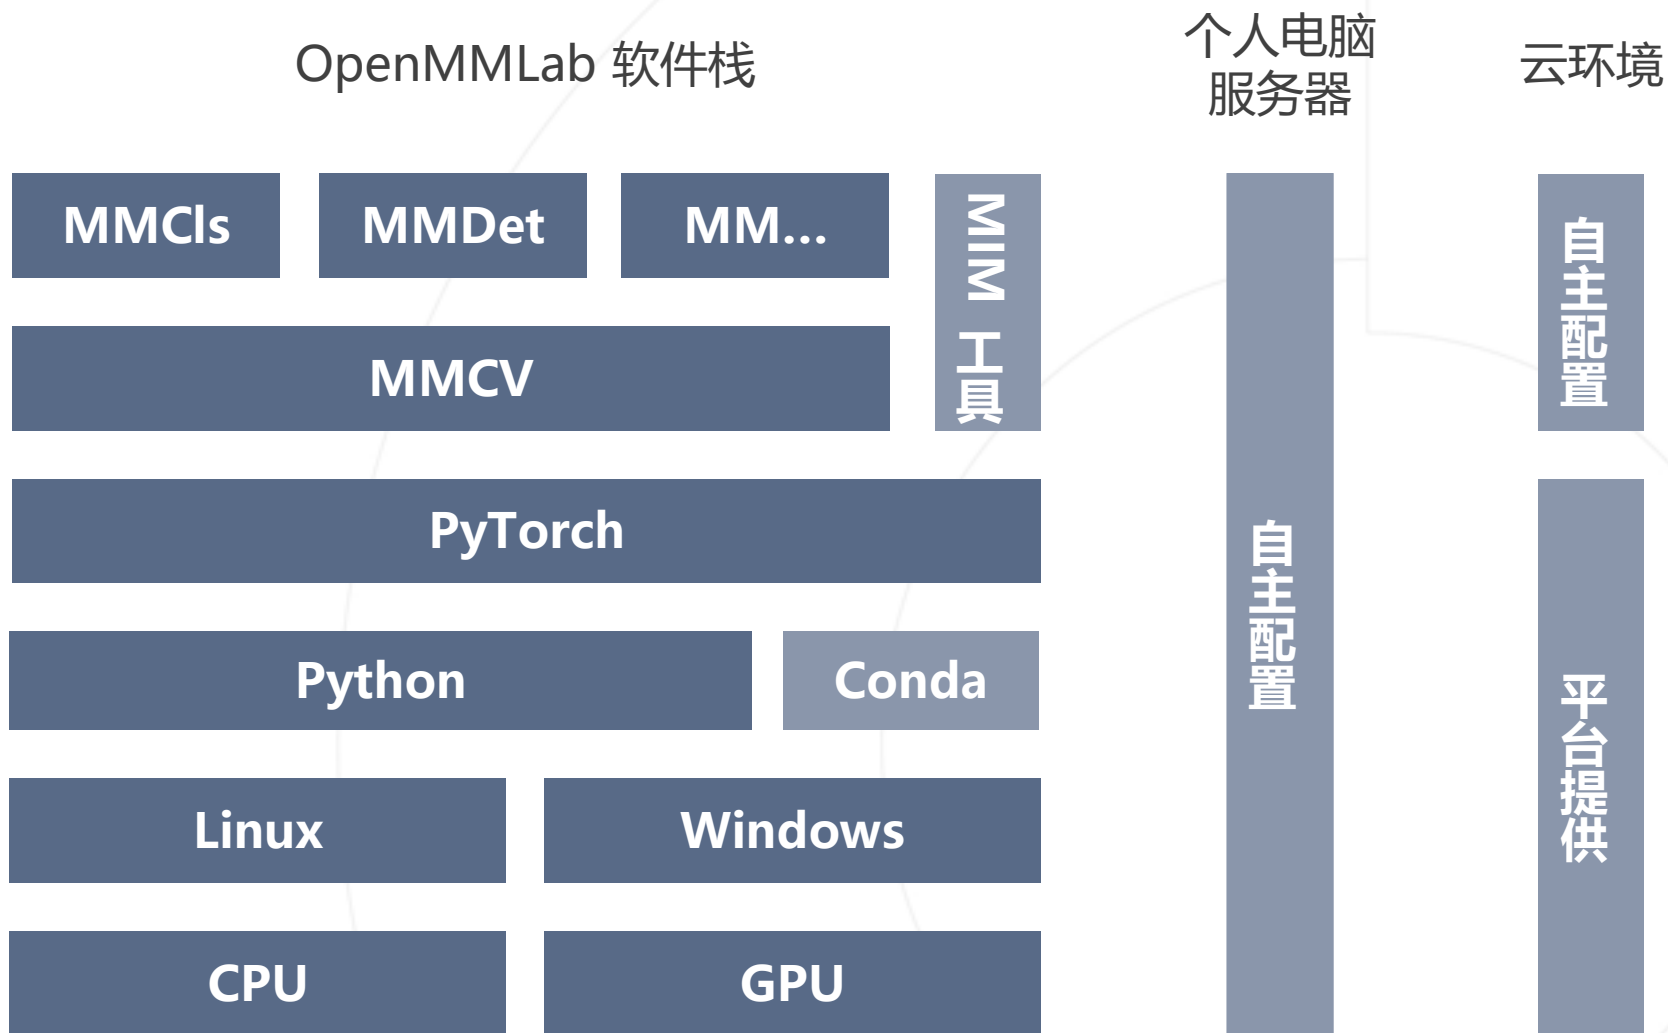 OpenMMLab 软件栈
个人电脑
服务器
云环境
MMCls
MMDet
MM...
MIM 工具
MMCV
PyTorch
Python
Conda
Linux
Windows
CPU
GPU
自主配置
自主配置
平台提供